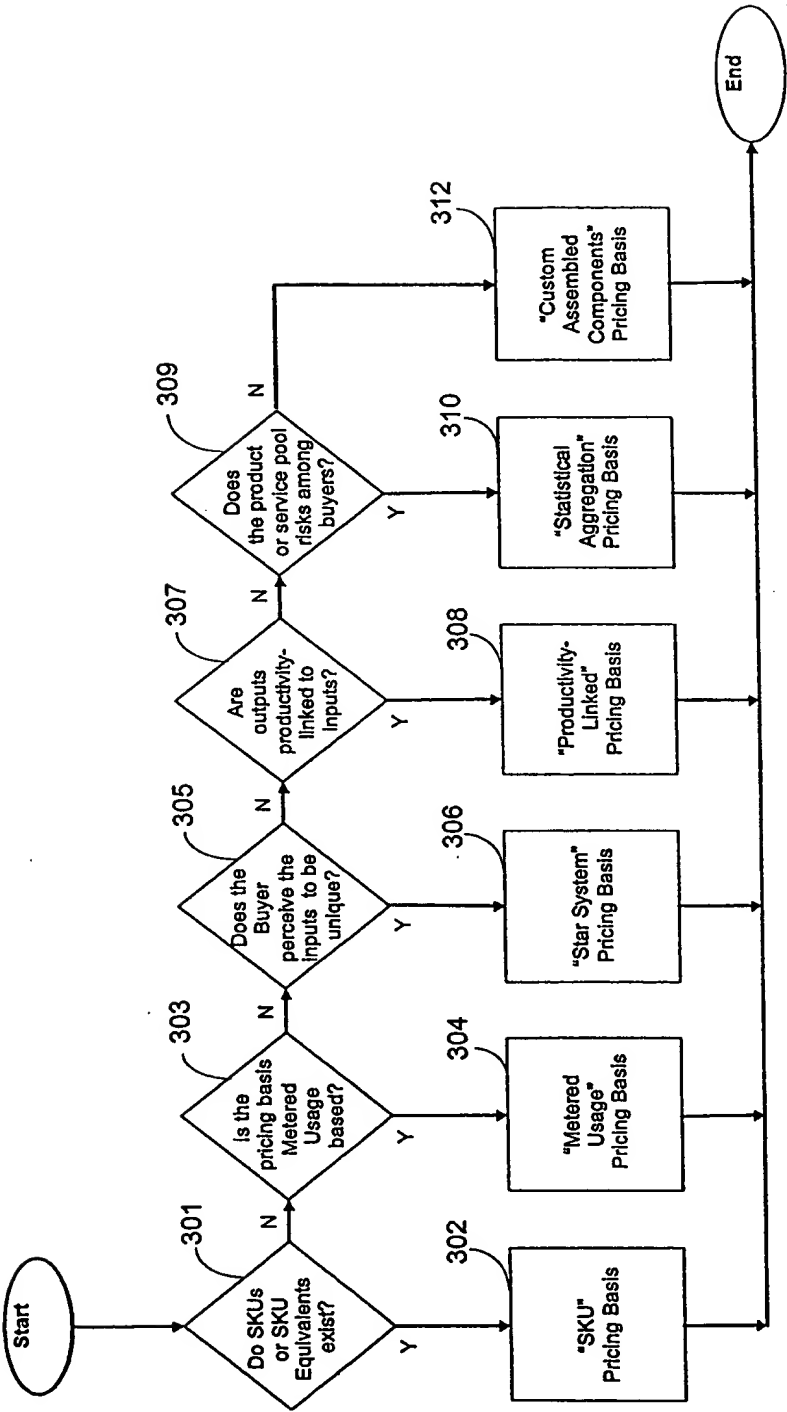 Start
301
Do SKUs
or SKU
Equivalents
exist?
N
Y
302
"SKU"
Pricing Basis
303
Is the
pricing basis
Metered
Usage
based?
N
Y
304
"Metered
Usage"
Pricing Basis
305
Does the
Buyer
perceive the
inputs to be
unique?
N
Y
306
"Star System"
Pricing Basis
307
Are
outputs
productivity-
linked to
inputs?
N
Y
308
"Productivity-
Linked"
Pricing Basis
309
Does
the product
or service pool
risks among
buyers?
N
Y
310
"Statistical
Aggregation"
Pricing Basis
312
"Custom
Assembled
Components"
Pricing Basis
End